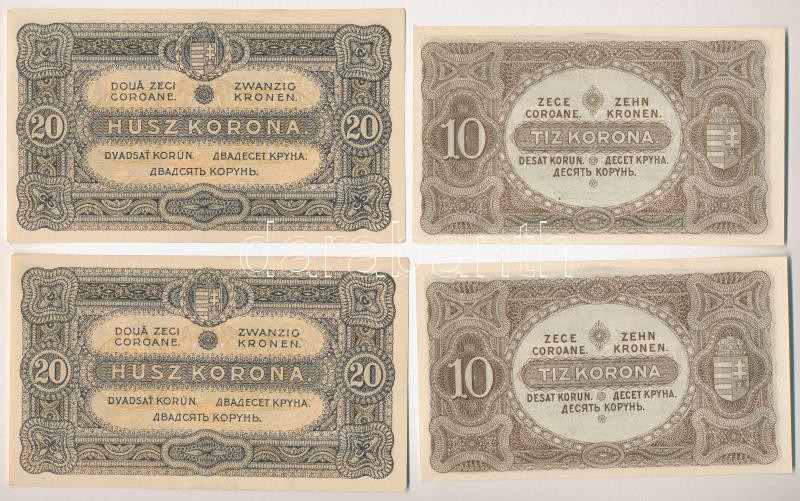 DOUĂ ZECI ZWANZIG
COROANE. KRONEN.
20 HÚSZ KORONA. 20
DVADSAŤ KORÚN. ДВАДЕСЕТ КРУНА.
ДВАДСЯТЬ КОРУНЬ.
ZECE ZEHN
COROANE. KRONEN.
10 TIZ KORONA
DESAT KORUN. ДЕСЕТ КРУНА.
ДЕСЯТЬ КОРУНЬ.
darabanth
DOUĂ ZECI ZWANZIG
COROANE. KRONEN.
20 HÚSZ KORONA. 20
DVADSAŤ KORÚN. ДВАДЕСЕТ КРУНА.
ДВАДСЯТЬ КОРУНЬ.
ZECE ZEHN
COROANE. KRONEN.
10 TIZ KORONA
DESAT KORUN. ДЕСЕТ КРУНА.
ДЕСЯТЬ КОРУНЬ.